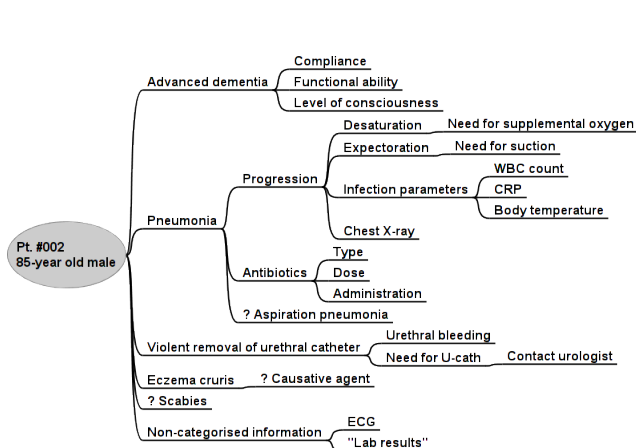 Pt. #002
85-year old male
Advanced dementia
Compliance
Functional ability
Level of consciousness
Pneumonia
Progression
Desaturation
Need for supplemental oxygen
Expectoration
Need for suction
Infection parameters
WBC count
CRP
Body temperature
Chest X-ray
Antibiotics
Type
Dose
Administration
? Aspiration pneumonia
Violent removal of urethral catheter
Urethral bleeding
Need for U-cath
Contact urologist
Eczema cruris
? Causative agent
? Scabies
Non-categorised information
ECG
"Lab results"